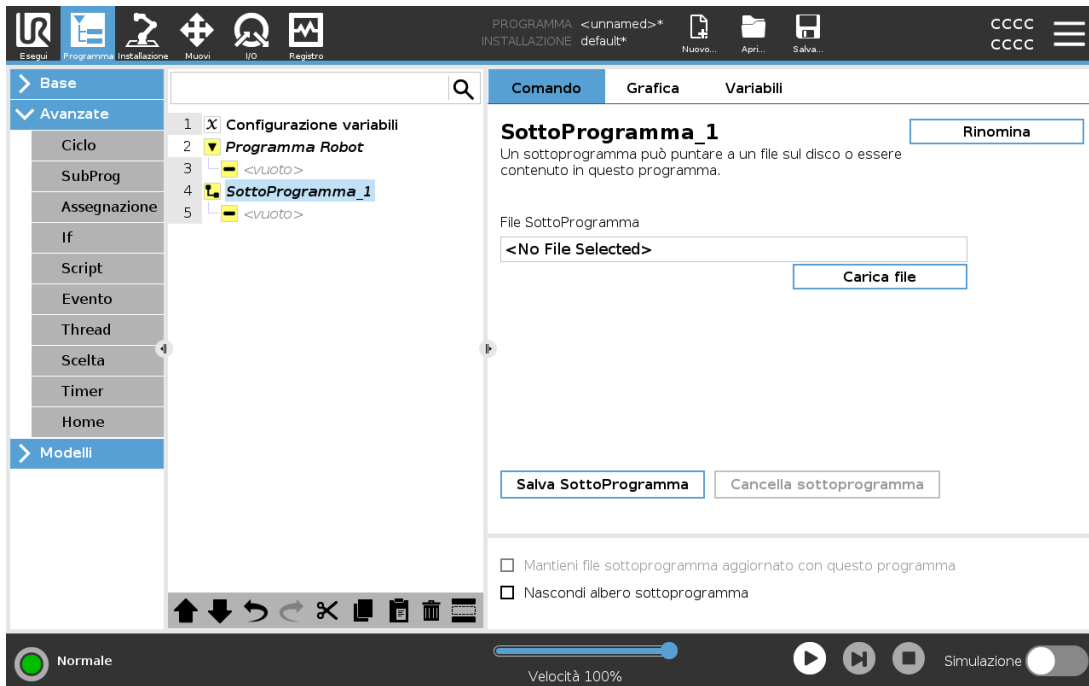 PROGRAMMA <unnamed>*
INSTALLAZIONE default*
UR
Esegui
Programma
Installazione
Muovi
I/O
Registro
Nuovo...
Apri...
Salva...
CCCC
CCCC
Base
Avanzate
Ciclo
SubProg
Assegnazione
If
Script
Evento
Thread
Scelta
Timer
Home
Modelli
1 X Configurazione variabili
2 Programma Robot
3 <vuoto>
4 SottoProgramma_1
5 <vuoto>
Comando Grafica Variabili
SottoProgramma_1
Rinomina
Un sottoprogramma può puntare a un file sul disco o essere
contenuto in questo programma.
File SottoProgramma
<No File Selected>
Carica file
Salva SottoProgramma
Cancella sottoprogramma
Mantieni file sottoprogramma aggiornato con questo programma
Nascondi albero sottoprogramma
Normale
Velocità 100%
Simulazione